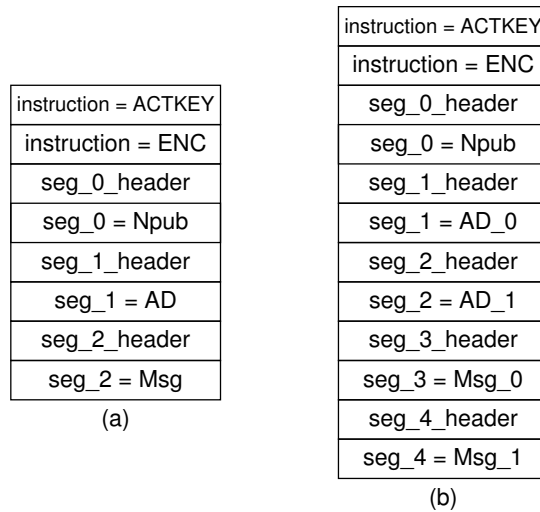 instruction = ACTKEY
instruction = ENC
seg_0_header
seg_0 = Npub
seg_1_header
seg_1 = AD
seg_2_header
seg_2 = Msg
(a)
instruction = ACTKEY
instruction = ENC
seg_0_header
seg_0 = Npub
seg_1_header
seg_1 = AD_0
seg_2_header
seg_2 = AD_1
seg_3_header
seg_3 = Msg_0
seg_4_header
seg_4 = Msg_1
(b)